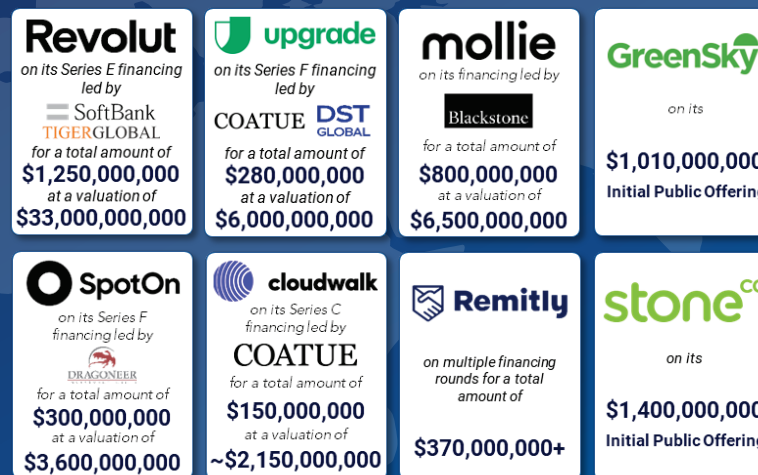 Revolut
on its Series E financing
led by
SoftBank
TIGERGLOBAL
for a total amount of
$1,250,000,000
at a valuation of
$33,000,000,000
upgrade
on its Series F financing
led by
COATUE DST
GLOBAL
for a total amount of
$280,000,000
at a valuation of
$6,000,000,000
mollie
on its financing led by
Blackstone
for a total amount of
$800,000,000
at a valuation of
$6,500,000,000
GreenSky
on its
$1,010,000,000
Initial Public Offering
SpotOn
on its Series F
financing led by
DRAGONEER
for a total amount of
$300,000,000
at a valuation of
$3,600,000,000
cloudwalk
on its Series C
financing led by
COATUE
for a total amount of
$150,000,000
at a valuation of
~$2,150,000,000
Remitly
on multiple financing
rounds for a total
amount of
$370,000,000+
stone
co
on its
$1,400,000,000
Initial Public Offering